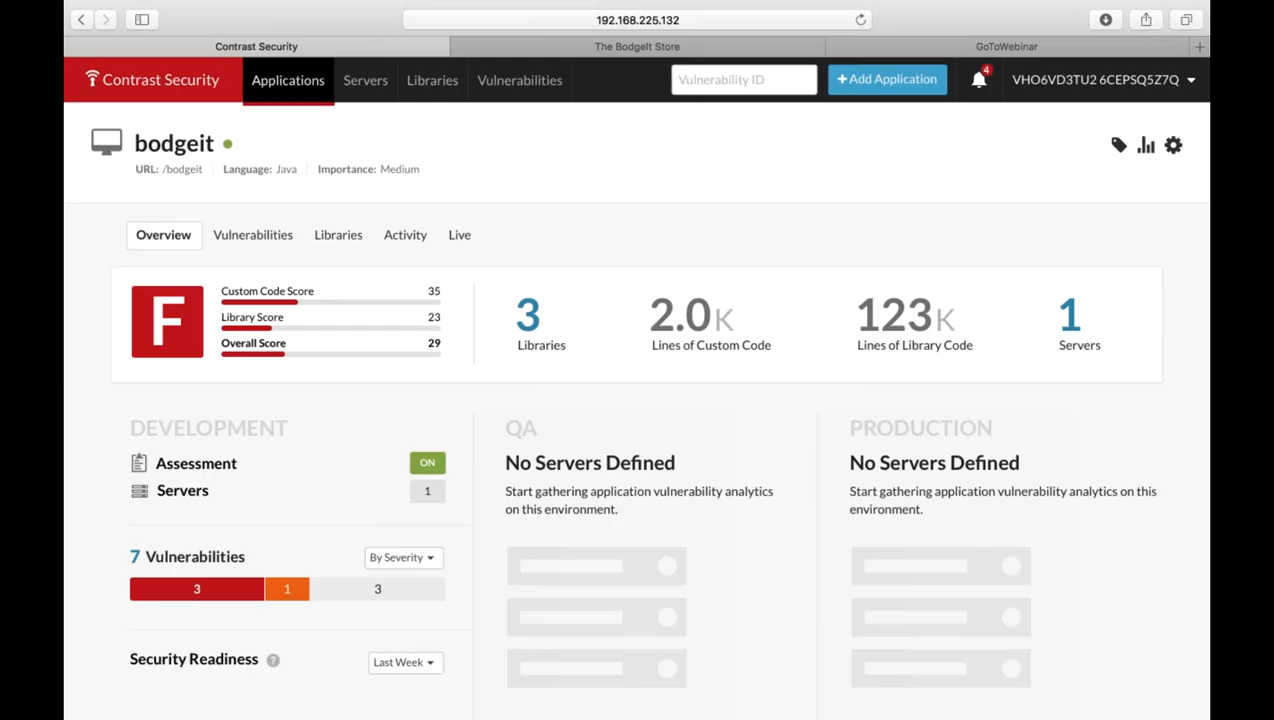 192.168.225.132
Contrast Security
The BodgeIt Store
GoToWebinar
Contrast Security
Applications
Servers
Libraries
Vulnerabilities
Vulnerability ID
+Add Application
4
VHO6VD3TU2 6CEPSQ5Z7Q
bodgeit
URL: /bodgeit
Language: Java
Importance: Medium
Overview
Vulnerabilities
Libraries
Activity
Live
F
Custom Code Score 35
Library Score 23
Overall Score 29
3
Libraries
2.0 K
Lines of Custom Code
123 K
Lines of Library Code
1
Servers
DEVELOPMENT
Assessment ON
Servers 1
7 Vulnerabilities
By Severity
3 1 3
Security Readiness ?
Last Week
QA
No Servers Defined
Start gathering application vulnerability analytics
on this environment.
PRODUCTION
No Servers Defined
Start gathering application vulnerability analytics on this
environment.